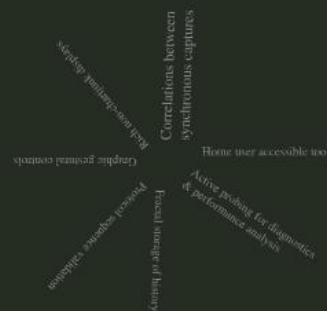 Correlations between
synchronous captures
Home user accessible too
Active probing for diagnostics
& performance analysis
Fractal storage of history
Protocol sequence validation
Graphic gestural controls
Rich non-chartjunk displays